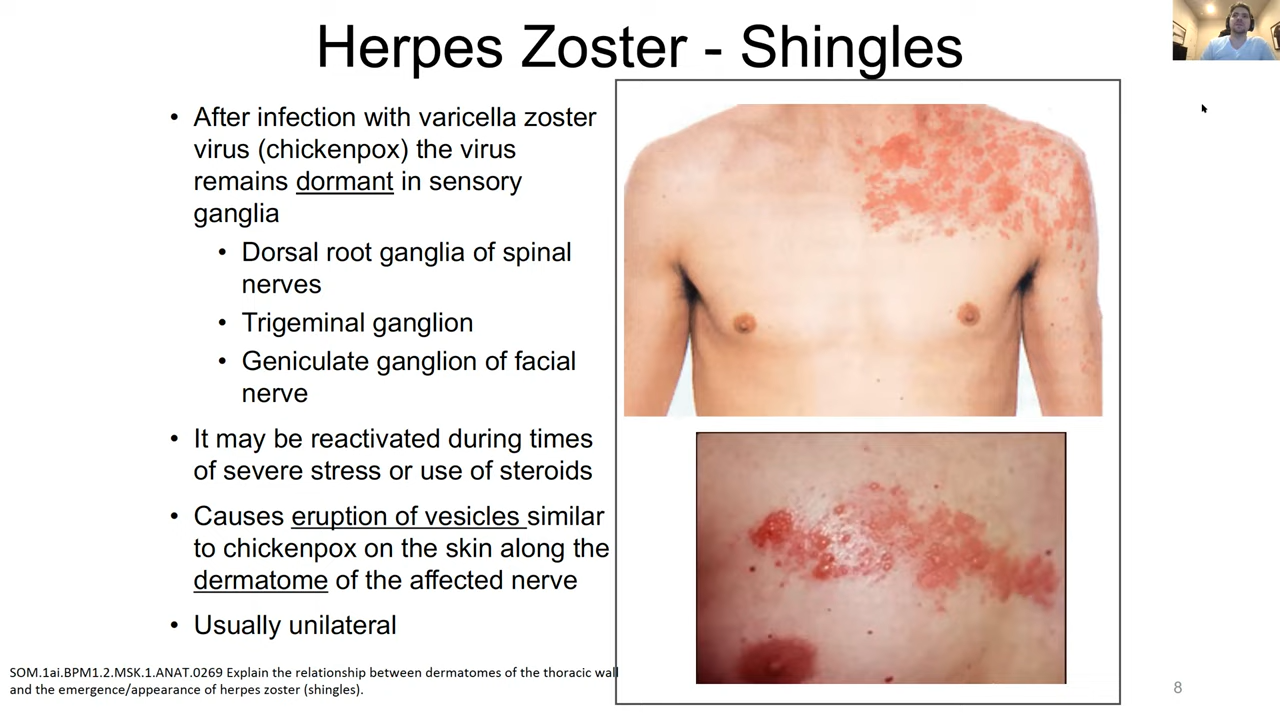 Herpes Zoster - Shingles
• After infection with varicella zoster
virus (chickenpox) the virus
remains dormant in sensory
ganglia
• Dorsal root ganglia of spinal
nerves
• Trigeminal ganglion
• Geniculate ganglion of facial
nerve
• It may be reactivated during times
of severe stress or use of steroids
• Causes eruption of vesicles similar
to chickenpox on the skin along the
dermatome of the affected nerve
• Usually unilateral
SOM.1ai.BPM1.2.MSK.1.ANAT.0269 Explain the relationship between dermatomes of the thoracic wall
and the emergence/appearance of herpes zoster (shingles).
8